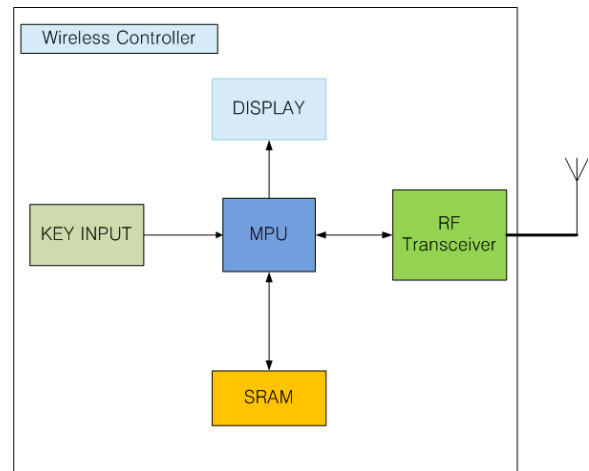 Wireless Controller
DISPLAY
KEY INPUT
MPU
RF
Transceiver
SRAM